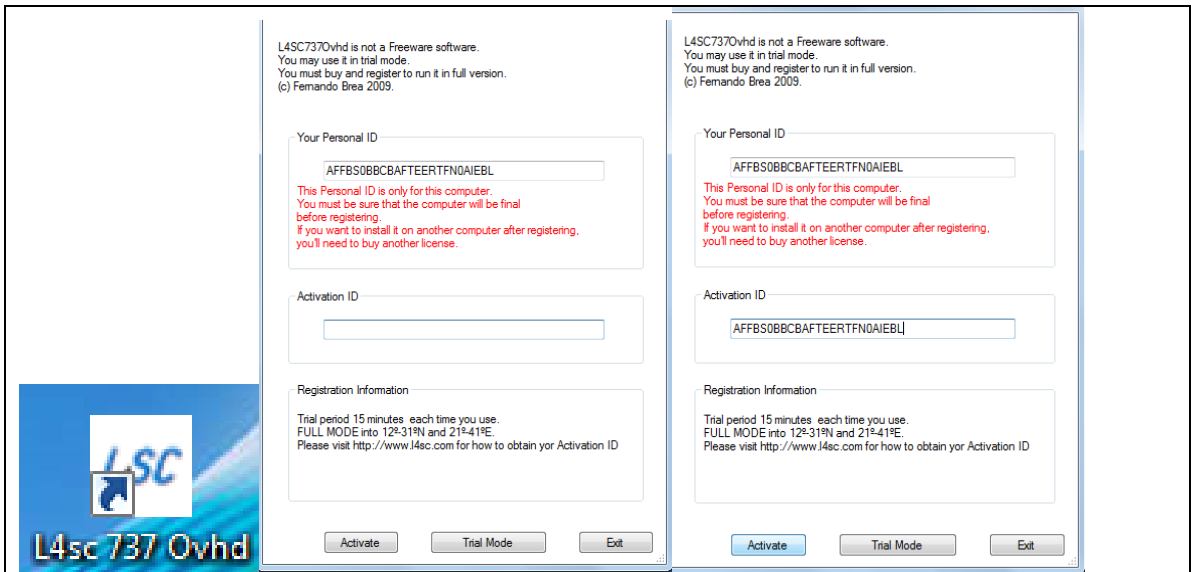 L4SC737Ovhd is not a Freeware software.
You may use it in trial mode.
You must buy and register to run it in full version.
(c) Fernando Brea 2009.
Your Personal ID
AFFBS0BBCBAFTEERTFN0AIEBL
This Personal ID is only for this computer.
You must be sure that the computer will be final
before registering.
If you want to install it on another computer after registering,
you'll need to buy another license.
Activation ID
Registration Information
Trial period 15 minutes each time you use.
FULL MODE into 12º-31ºN and 21º-41ºE.
Please visit http://www.l4sc.com for how to obtain yor Activation ID
Activate
Trial Mode
Exit
L4SC737Ovhd is not a Freeware software.
You may use it in trial mode.
You must buy and register to run it in full version.
(c) Fernando Brea 2009.
Your Personal ID
AFFBS0BBCBAFTEERTFN0AIEBL
This Personal ID is only for this computer.
You must be sure that the computer will be final
before registering.
If you want to install it on another computer after registering,
you'll need to buy another license.
Activation ID
AFFBS0BBCBAFTEERTFN0AIEBL
Registration Information
Trial period 15 minutes each time you use.
FULL MODE into 12º-31ºN and 21º-41ºE.
Please visit http://www.l4sc.com for how to obtain yor Activation ID
Activate
Trial Mode
Exit
L4SC
L4sc 737 Ovhd